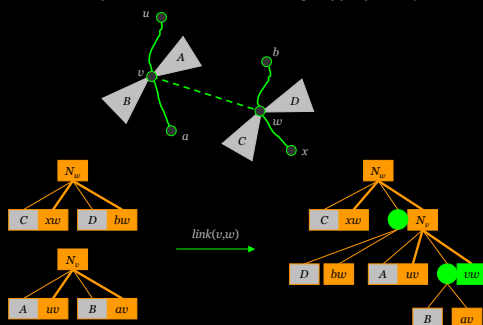 u
A
b
v
B
D
w
a
C
x
N_w
N_w
C xw D bw
C xw N_v
link(v,w)
N_v
D bw A uv vw
A uv B av
B av